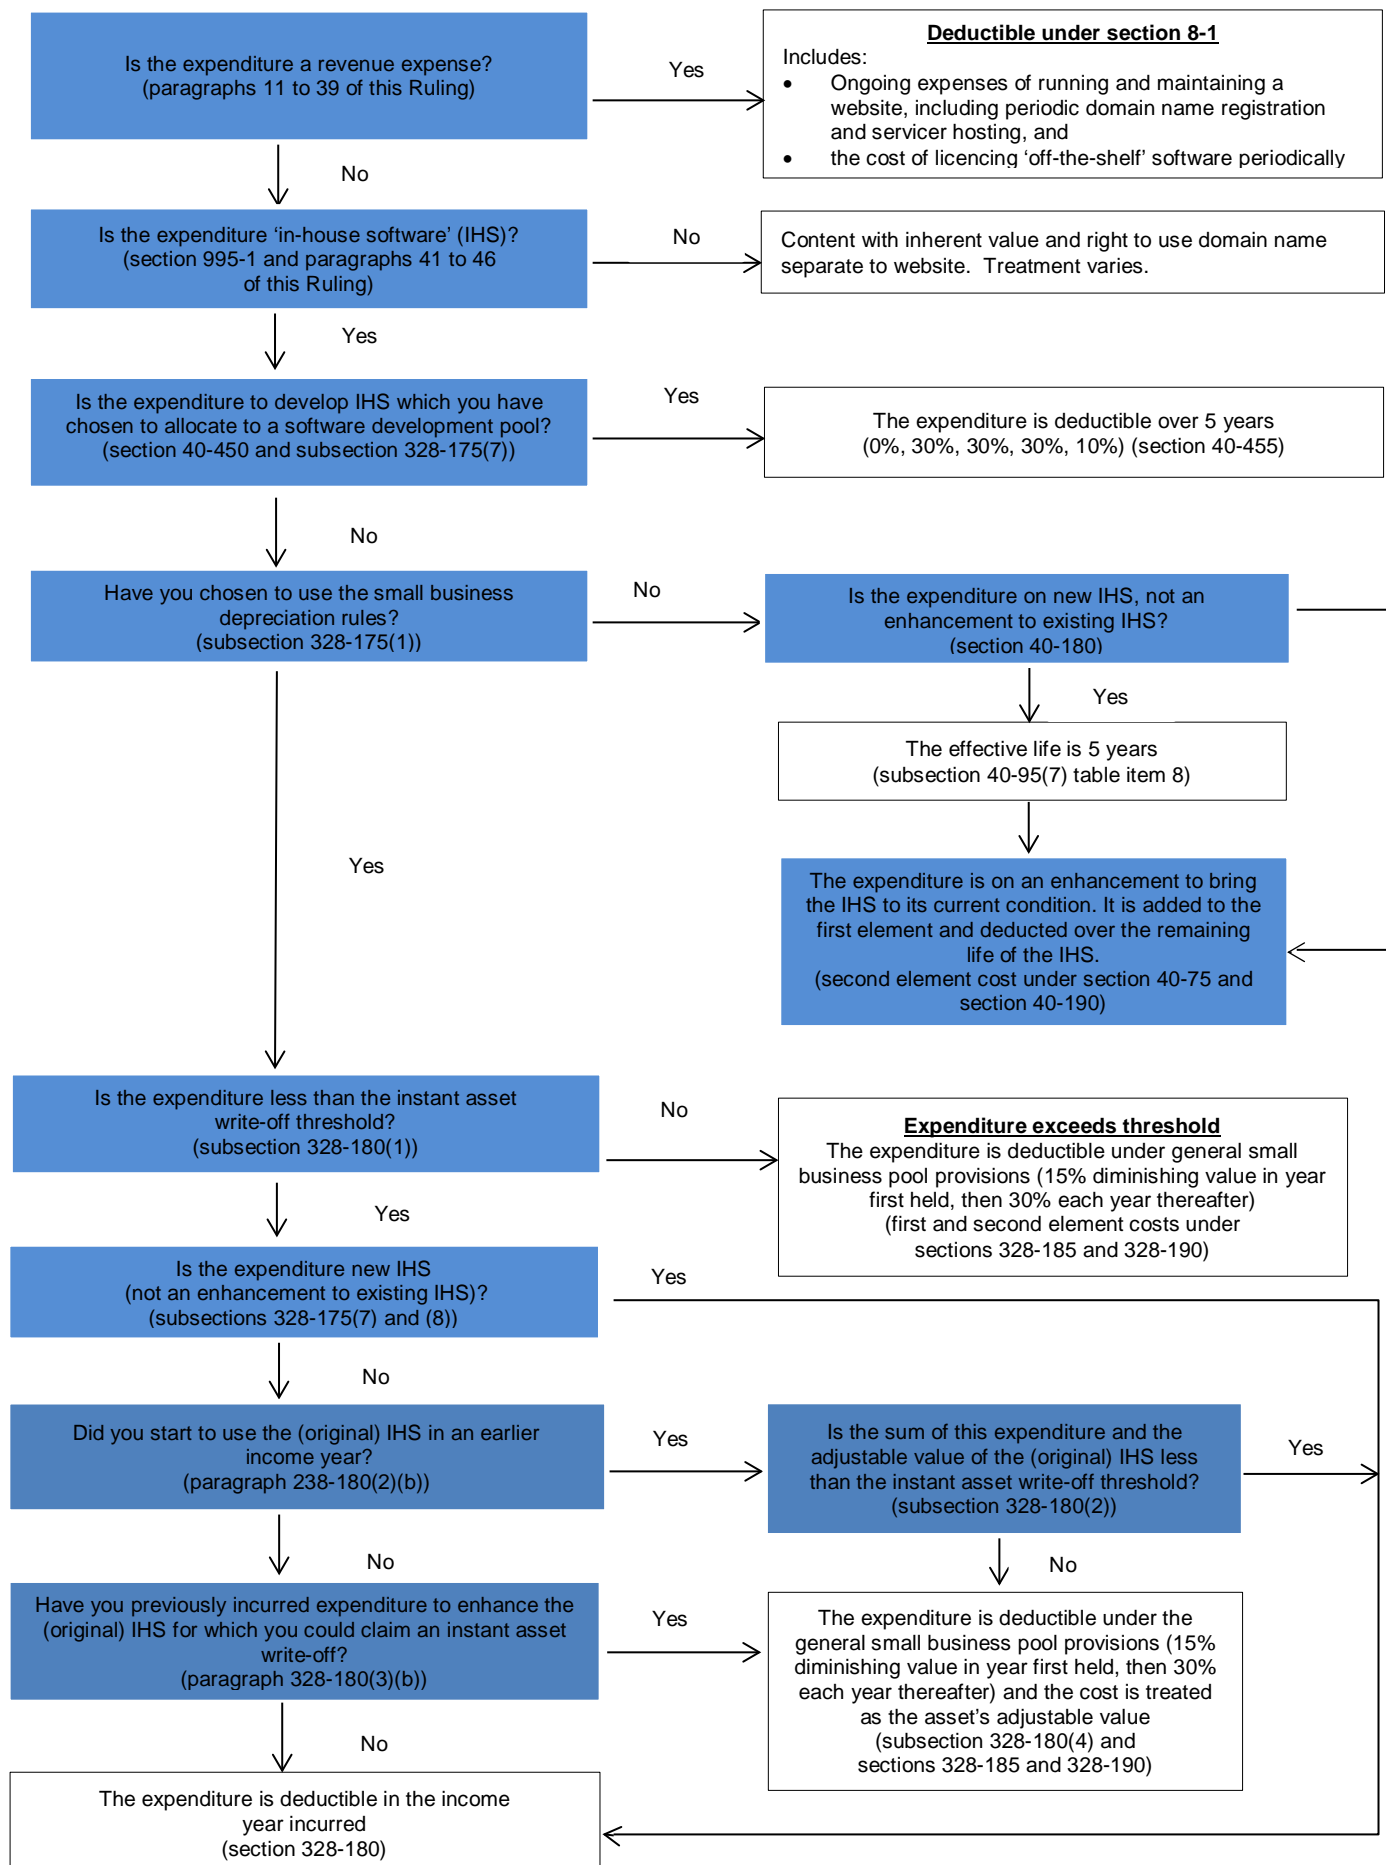 Is the expenditure a revenue expense?
(paragraphs 11 to 39 of this Ruling)
Yes
Deductible under section 8-1
Includes:
• Ongoing expenses of running and maintaining a
website, including periodic domain name registration
and servicer hosting, and
• the cost of licencing ‘off-the-shelf’ software periodically
No
Is the expenditure ‘in-house software’ (IHS)?
(section 995-1 and paragraphs 41 to 46
of this Ruling)
No
Content with inherent value and right to use domain name
separate to website. Treatment varies.
Yes
Is the expenditure to develop IHS which you have
chosen to allocate to a software development pool?
(section 40-450 and subsection 328-175(7))
Yes
The expenditure is deductible over 5 years
(0%, 30%, 30%, 30%, 10%) (section 40-455)
No
Have you chosen to use the small business
depreciation rules?
(subsection 328-175(1))
No
Is the expenditure on new IHS, not an
enhancement to existing IHS?
(section 40-180)
Yes
The effective life is 5 years
(subsection 40-95(7) table item 8)
Yes
The expenditure is on an enhancement to bring
the IHS to its current condition. It is added to the
first element and deducted over the remaining
life of the IHS.
(second element cost under section 40-75 and
section 40-190)
Is the expenditure less than the instant asset
write-off threshold?
(subsection 328-180(1))
No
Expenditure exceeds threshold
The expenditure is deductible under general small
business pool provisions (15% diminishing value in year
first held, then 30% each year thereafter)
(first and second element costs under
sections 328-185 and 328-190)
Yes
Is the expenditure new IHS
(not an enhancement to existing IHS)?
(subsections 328-175(7) and (8))
Yes
No
Did you start to use the (original) IHS in an earlier
income year?
(paragraph 238-180(2)(b))
Yes
Is the sum of this expenditure and the
adjustable value of the (original) IHS less
than the instant asset write-off threshold?
(subsection 328-180(2))
Yes
No
No
Have you previously incurred expenditure to enhance the
(original) IHS for which you could claim an instant asset
write-off?
(paragraph 328-180(3)(b))
Yes
The expenditure is deductible under the
general small business pool provisions (15%
diminishing value in year first held, then 30%
each year thereafter) and the cost is treated
as the asset’s adjustable value
(subsection 328-180(4) and
sections 328-185 and 328-190)
No
The expenditure is deductible in the income
year incurred
(section 328-180)